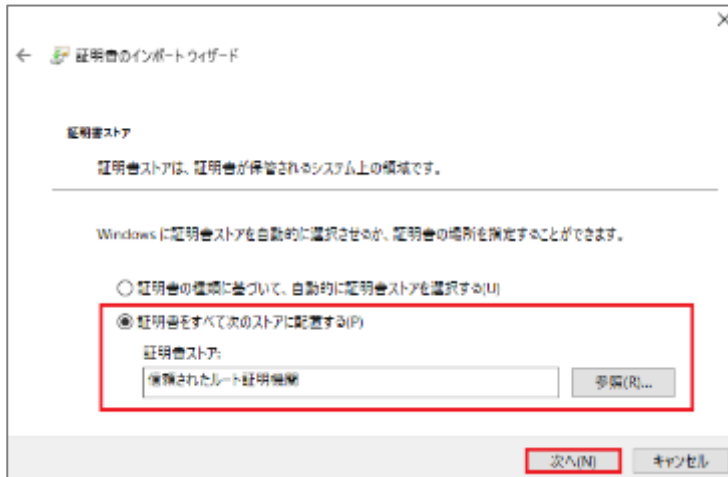 証明書のインポート ウィザード
証明書ストア
証明書ストアは、証明書が保管されるシステム上の領域です。
Windows に証明書ストアを自動的に選択させるか、証明書の場所を指定することができます。
証明書の種類に基づいて、自動的に証明書ストアを選択する(U)
証明書をすべて次のストアに配置する(P)
証明書ストア:
信頼されたルート証明機関
参照(R)...
次へ(N)
キャンセル